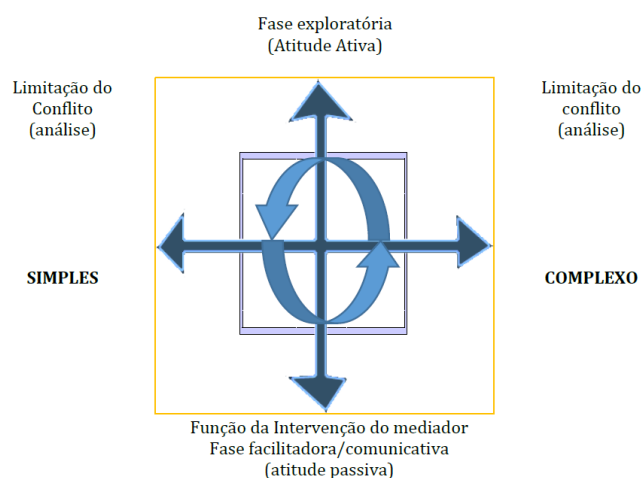 Fase exploratória
(Atitude Ativa)
Limitação do
Conflito
(análise)
Limitação do
conflito
(análise)
SIMPLES
COMPLEXO
Função da Intervenção do mediador
Fase facilitadora/comunicativa
(atitude passiva)